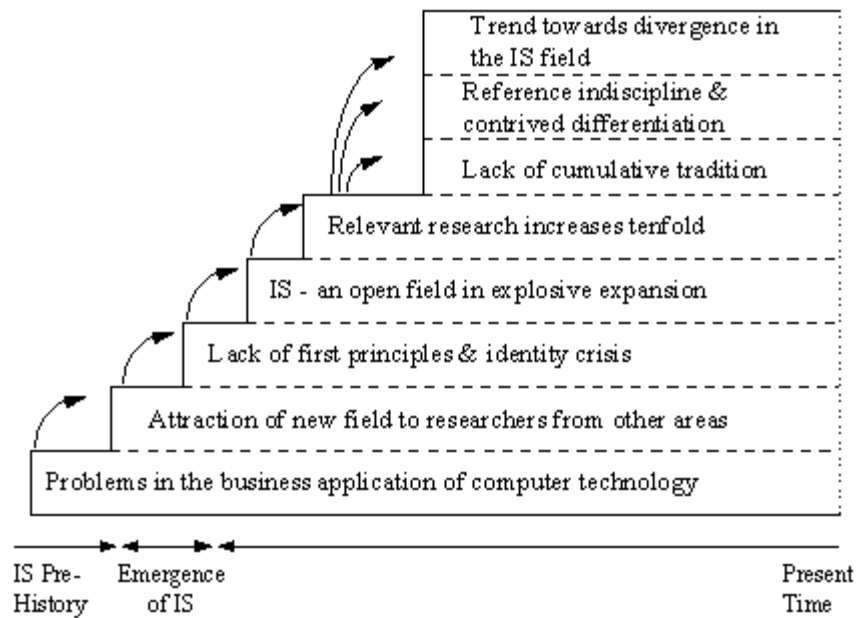 Trend towards divergence in
the IS field
Reference indiscipline &
contrived differentiation
Lack of cumulative tradition
Relevant research increases tenfold
IS - an open field in explosive expansion
Lack of first principles & identity crisis
Attraction of new field to researchers from other areas
Problems in the business application of computer technology
IS Pre-
History
Emergence
of IS
Present
Time